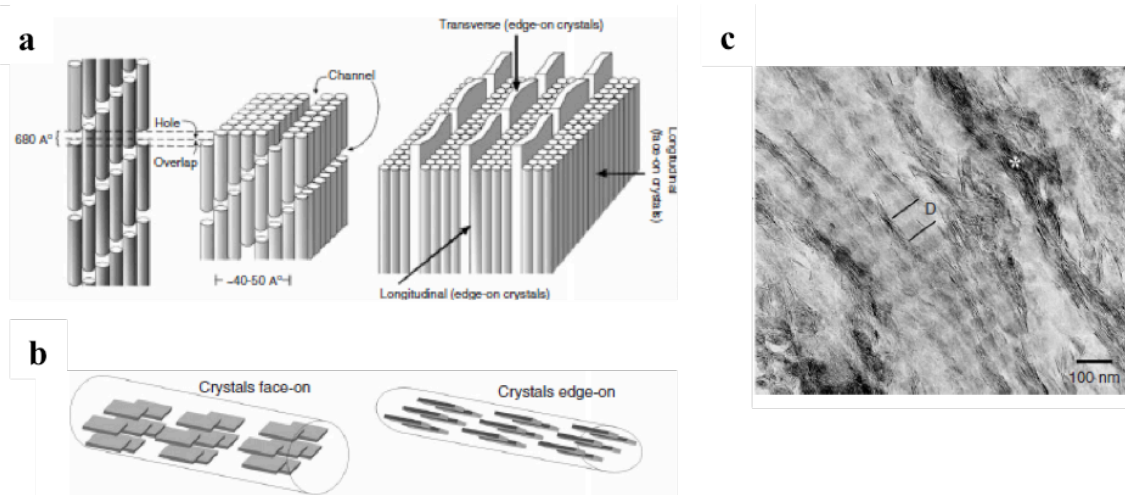 a
Transverse (edge-on crystals)
Channel
Hole
680 A°
Overlap
Longitudinal
(face-on crystals)
~40-50 A°
Longitudinal (edge-on crystals)
b
Crystals face-on
Crystals edge-on
c
*
D
100 nm